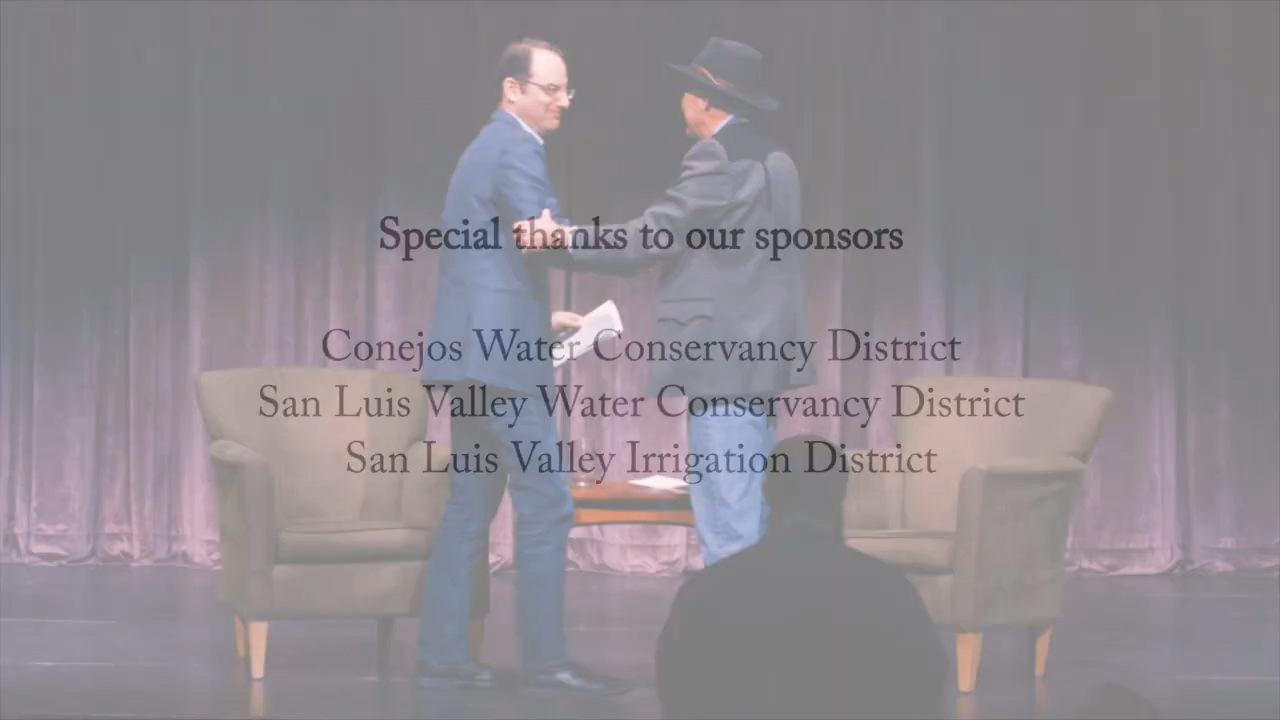 Special thanks to our sponsors
Conejos Water Conservancy District
San Luis Valley Water Conservancy District
San Luis Valley Irrigation District